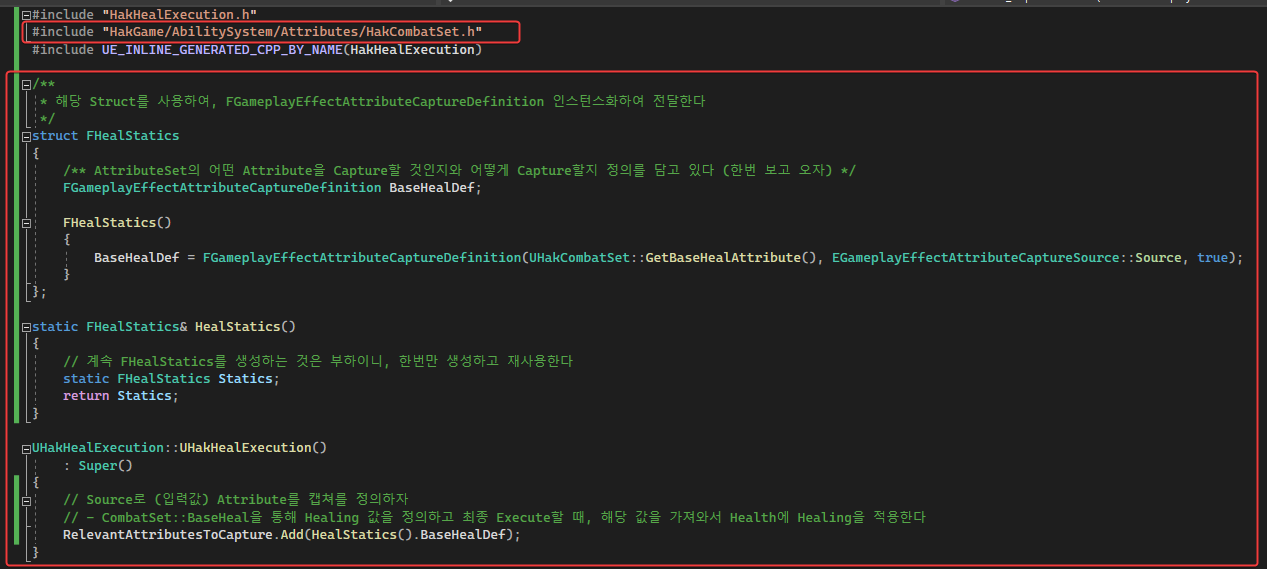 #include "HakHealExecution.h"
#include "HakGame/AbilitySystem/Attributes/HakCombatSet.h"
#include UE_INLINE_GENERATED_CPP_BY_NAME(HakHealExecution)
/**
* 해당 Struct를 사용하여, FGameplayEffectAttributeCaptureDefinition 인스턴스화하여 전달한다
*/
struct FHealStatics
{
/** AttributeSet의 어떤 Attribute을 Capture할 것인지와 어떻게 Capture할지 정의를 담고 있다 (한번 보고 오자) */
FGameplayEffectAttributeCaptureDefinition BaseHealDef;
FHealStatics()
{
BaseHealDef = FGameplayEffectAttributeCaptureDefinition(UHakCombatSet::GetBaseHealAttribute(), EGameplayEffectAttributeCaptureSource::Source, true);
}
};
static FHealStatics& HealStatics()
{
// 계속 FHealStatics를 생성하는 것은 부하이니, 한번만 생성하고 재사용한다
static FHealStatics Statics;
return Statics;
}
UHakHealExecution::UHakHealExecution()
: Super()
{
// Source로 (입력값) Attribute를 캡쳐를 정의하자
// - CombatSet::BaseHeal을 통해 Healing 값을 정의하고 최종 Execute할 때, 해당 값을 가져와서 Health에 Healing을 적용한다
RelevantAttributesToCapture.Add(HealStatics().BaseHealDef);
}